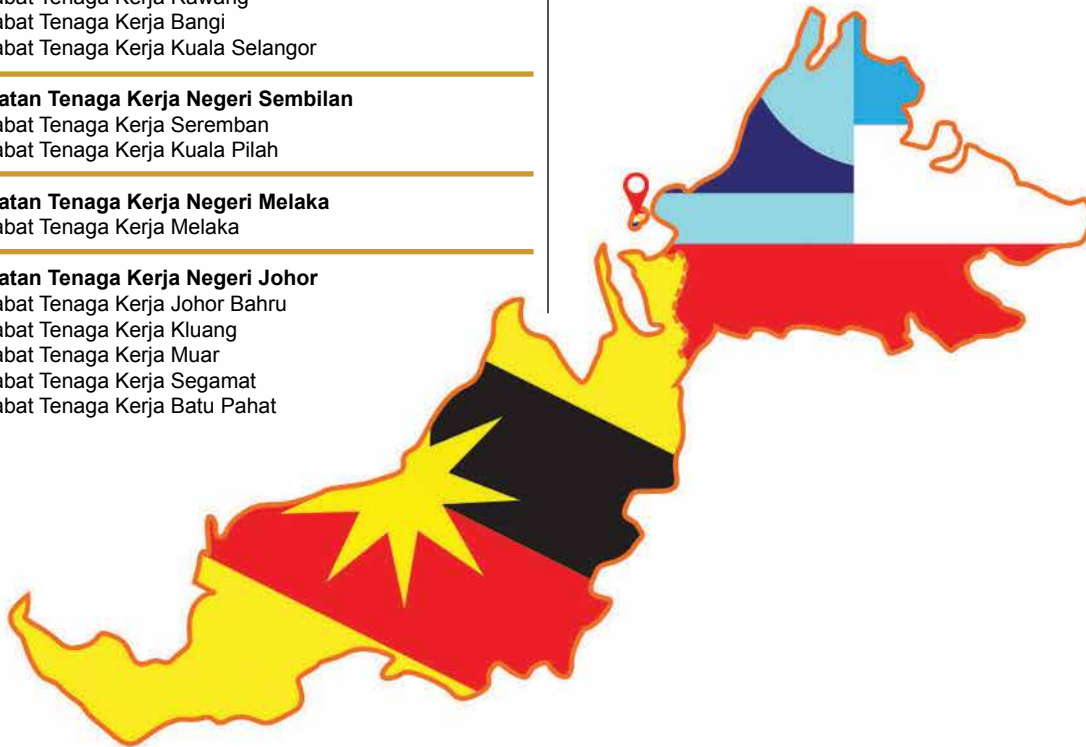 abat Tenaga Kerja Rawang
abat Tenaga Kerja Bangi
abat Tenaga Kerja Kuala Selangor
atan Tenaga Kerja Negeri Sembilan
abat Tenaga Kerja Seremban
abat Tenaga Kerja Kuala Pilah
atan Tenaga Kerja Negeri Melaka
abat Tenaga Kerja Melaka
atan Tenaga Kerja Negeri Johor
abat Tenaga Kerja Johor Bahru
abat Tenaga Kerja Kluang
abat Tenaga Kerja Muar
abat Tenaga Kerja Segamat
abat Tenaga Kerja Batu Pahat